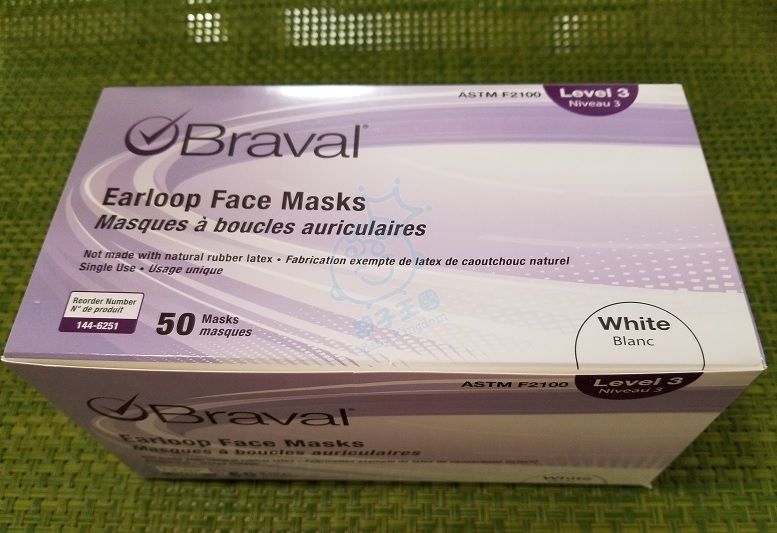 ASTM F2100 Level 3
Niveau 3
Braval®
Earloop Face Masks
Masques à boucles auriculaires
Not made with natural rubber latex • Fabrication exempte de latex de caoutchouc naturel
Single Use • Usage unique
Reorder Number
N° de produit
144-6251
50 Masks
masques
White
Blanc
ASTM F2100 Level 3
Niveau 3
Braval®
Earloop Face Masks
Masques à boucles auriculaires
White